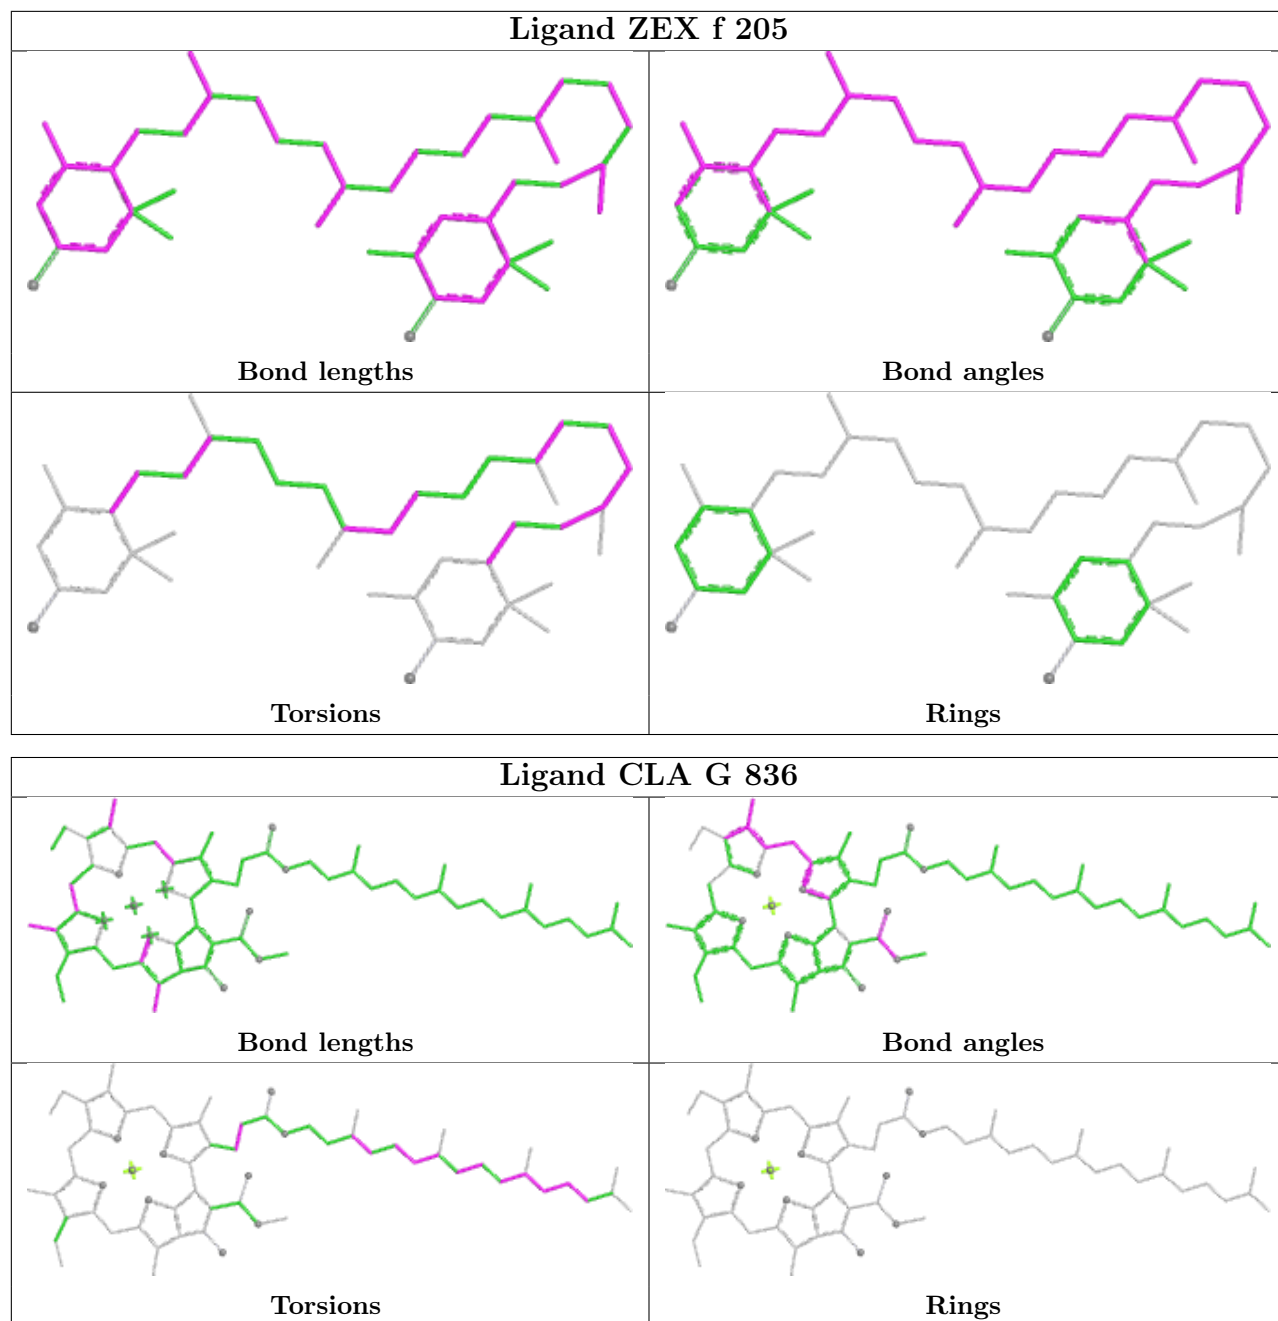 Ligand ZEX f 205
Bond lengths
Bond angles
Torsions
Rings
Ligand CLA G 836
Bond lengths
Bond angles
Torsions
Rings